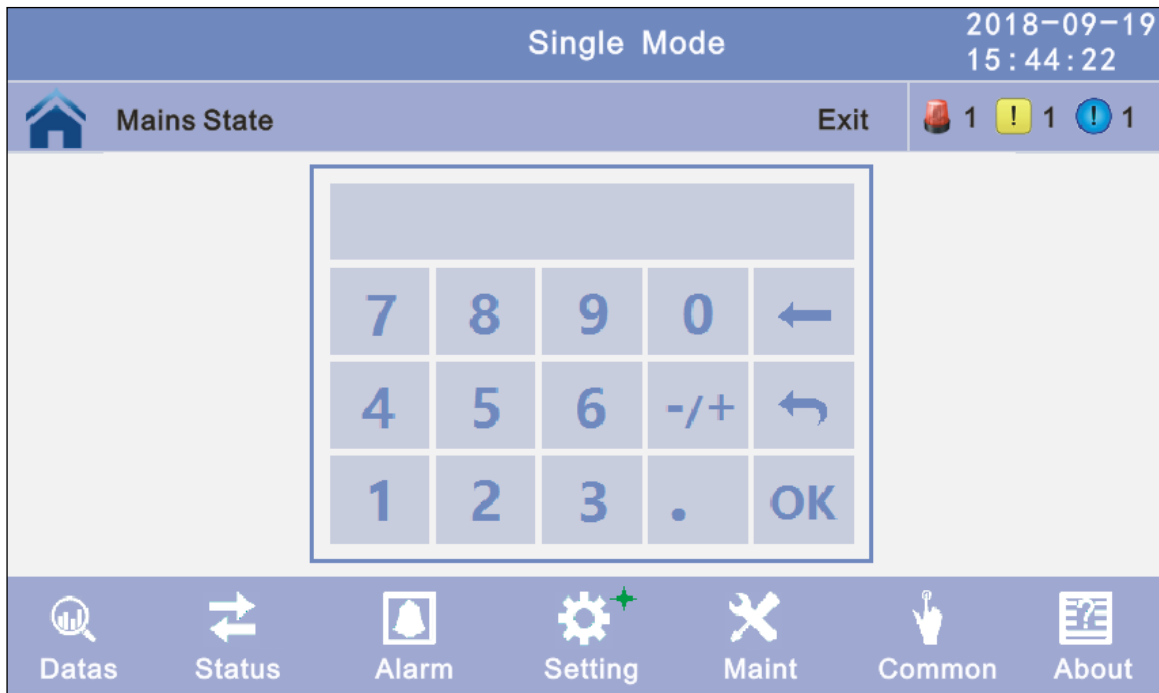 Single Mode
2018-09-19
15:44:22
Mains State
Exit
1 ! 1 ! 1
7 8 9 0
4 5 6 -/+
1 2 3 . OK
Datas Status Alarm Setting Maint Common About